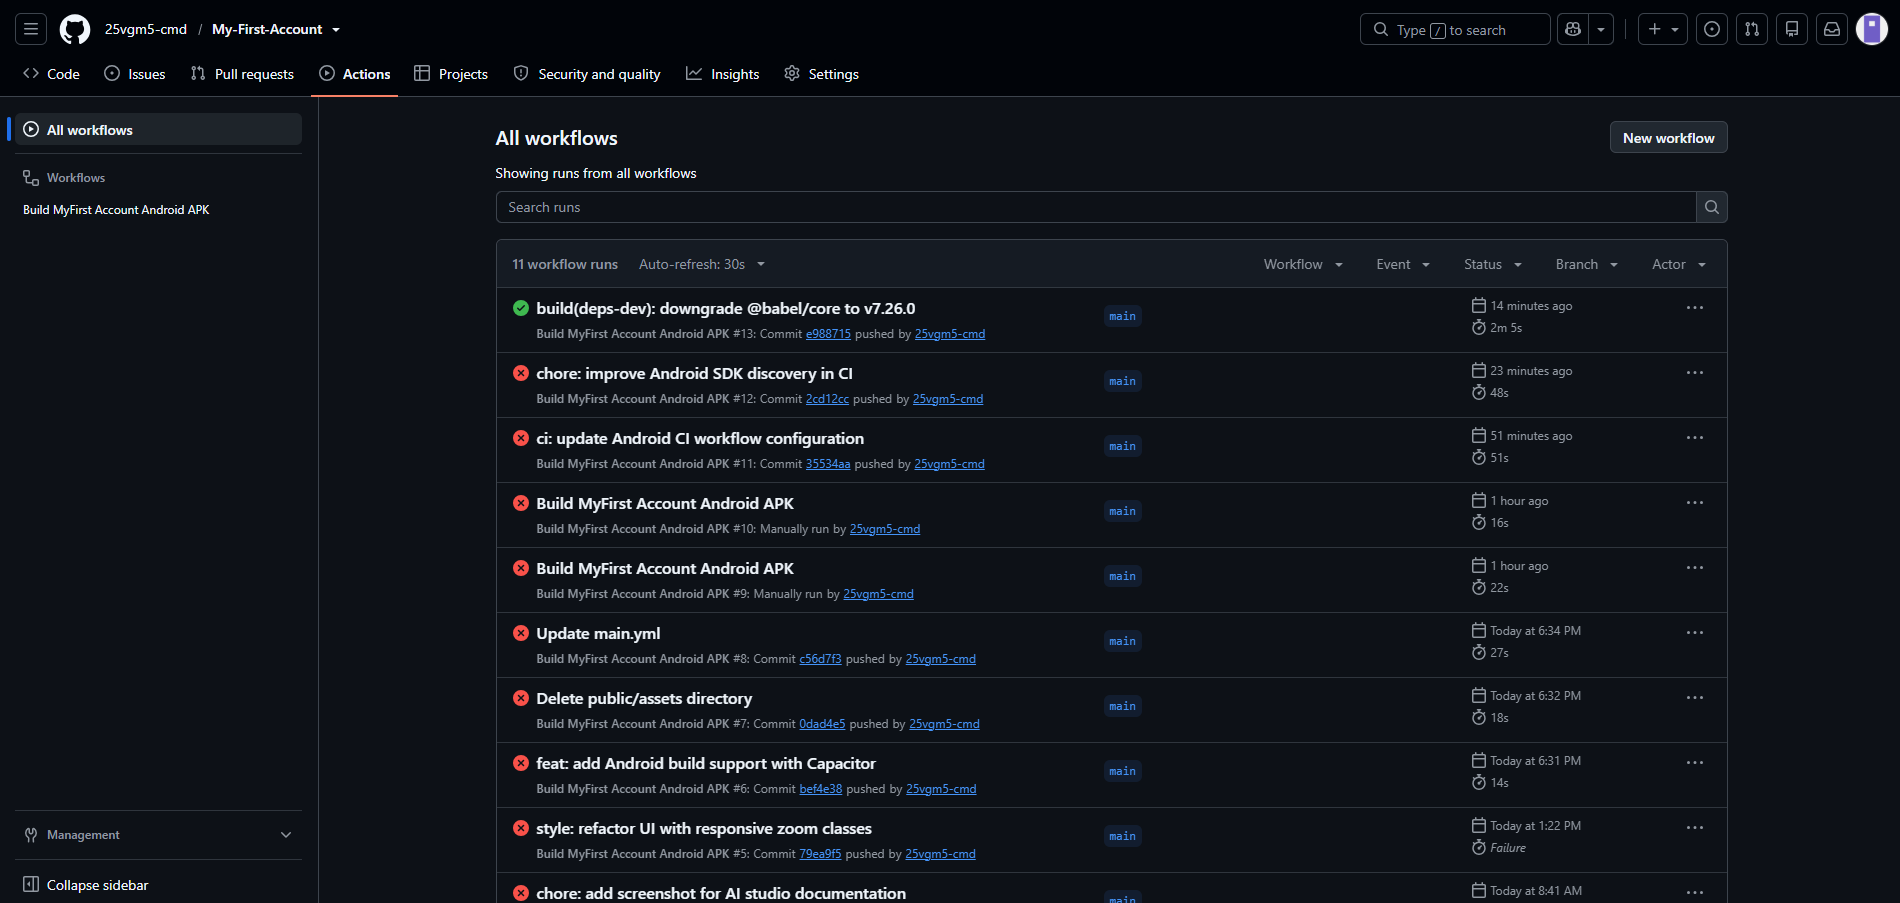 25vgm5-cmd / My-First-Account
Type / to search
Code
Issues
Pull requests
Actions
Projects
Security and quality
Insights
Settings
All workflows
Workflows
Build MyFirst Account Android APK
Management
Collapse sidebar
All workflows
New workflow
Showing runs from all workflows
Search runs
11 workflow runs Auto-refresh: 30s Workflow Event Status Branch Actor
build(deps-dev): downgrade @babel/core to v7.26.0
Build MyFirst Account Android APK #13: Commit e988715 pushed by 25vgm5-cmd
main
14 minutes ago
2m 5s
chore: improve Android SDK discovery in CI
Build MyFirst Account Android APK #12: Commit 2cd12cc pushed by 25vgm5-cmd
main
23 minutes ago
48s
ci: update Android CI workflow configuration
Build MyFirst Account Android APK #11: Commit 35534aa pushed by 25vgm5-cmd
main
51 minutes ago
51s
Build MyFirst Account Android APK
Build MyFirst Account Android APK #10: Manually run by 25vgm5-cmd
main
1 hour ago
16s
Build MyFirst Account Android APK
Build MyFirst Account Android APK #9: Manually run by 25vgm5-cmd
main
1 hour ago
22s
Update main.yml
Build MyFirst Account Android APK #8: Commit c56d7f3 pushed by 25vgm5-cmd
main
Today at 6:34 PM
27s
Delete public/assets directory
Build MyFirst Account Android APK #7: Commit 0dad4e5 pushed by 25vgm5-cmd
main
Today at 6:32 PM
18s
feat: add Android build support with Capacitor
Build MyFirst Account Android APK #6: Commit bef4e38 pushed by 25vgm5-cmd
main
Today at 6:31 PM
14s
style: refactor UI with responsive zoom classes
Build MyFirst Account Android APK #5: Commit 79ea9f5 pushed by 25vgm5-cmd
main
Today at 1:22 PM
Failure
chore: add screenshot for AI studio documentation
main
Today at 8:41 AM